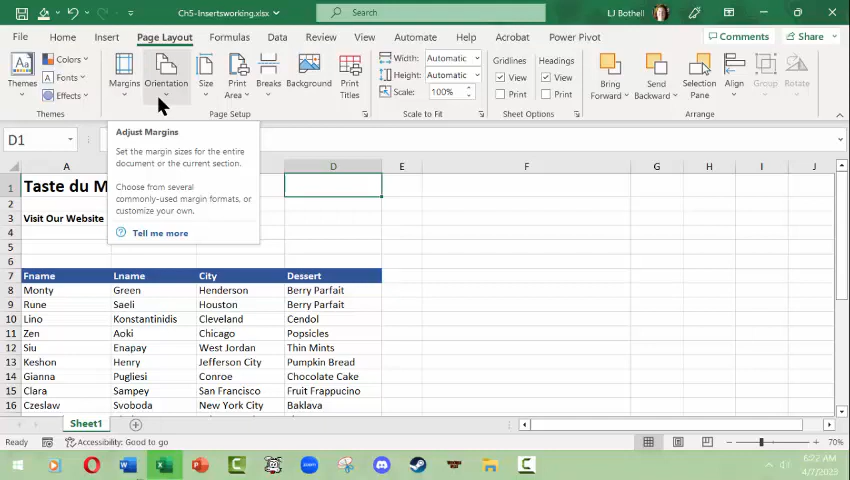 Ch5-Insertsworking.xlsx
Search
LJ Bothell
File Home Insert Page Layout Formulas Data Review View Automate Help Acrobat Power Pivot
Comments Share
Themes
Colors
Fonts
Effects
Themes
Margins
Orientation
Size
Print Area
Breaks
Background
Print Titles
Page Setup
Width: Automatic
Height: Automatic
Scale: 100%
Scale to Fit
Gridlines Headings
View View
Print Print
Sheet Options
Bring Forward
Send Backward
Selection Pane
Align
Group
Rotate
Arrange
D1
Adjust Margins
Set the margin sizes for the entire
document or the current section.
Choose from several
commonly-used margin formats, or
customize your own.
Tell me more
A D E F G H I J
1 Taste du M
2
3 Visit Our Website
4
5
6
7 Fname Lname City Dessert
8 Monty Green Henderson Berry Parfait
9 Rune Saeli Houston Berry Parfait
10 Lino Konstantinidis Cleveland Cendol
11 Zen Aoki Chicago Popsicles
12 Siu Enapay West Jordan Thin Mints
13 Keshon Henry Jefferson City Pumpkin Bread
14 Gianna Pugliesi Conroe Chocolate Cake
15 Clara Sampey San Francisco Fruit Frappucino
16 Czeslaw Svoboda New York City Baklava
Sheet1
Ready Accessibility: Good to go 70%
zoom
6:22 AM
4/7/2023